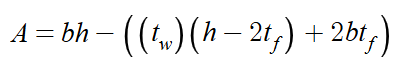 A = bh − ((t_w)(h − 2t_f) + 2bt_f)